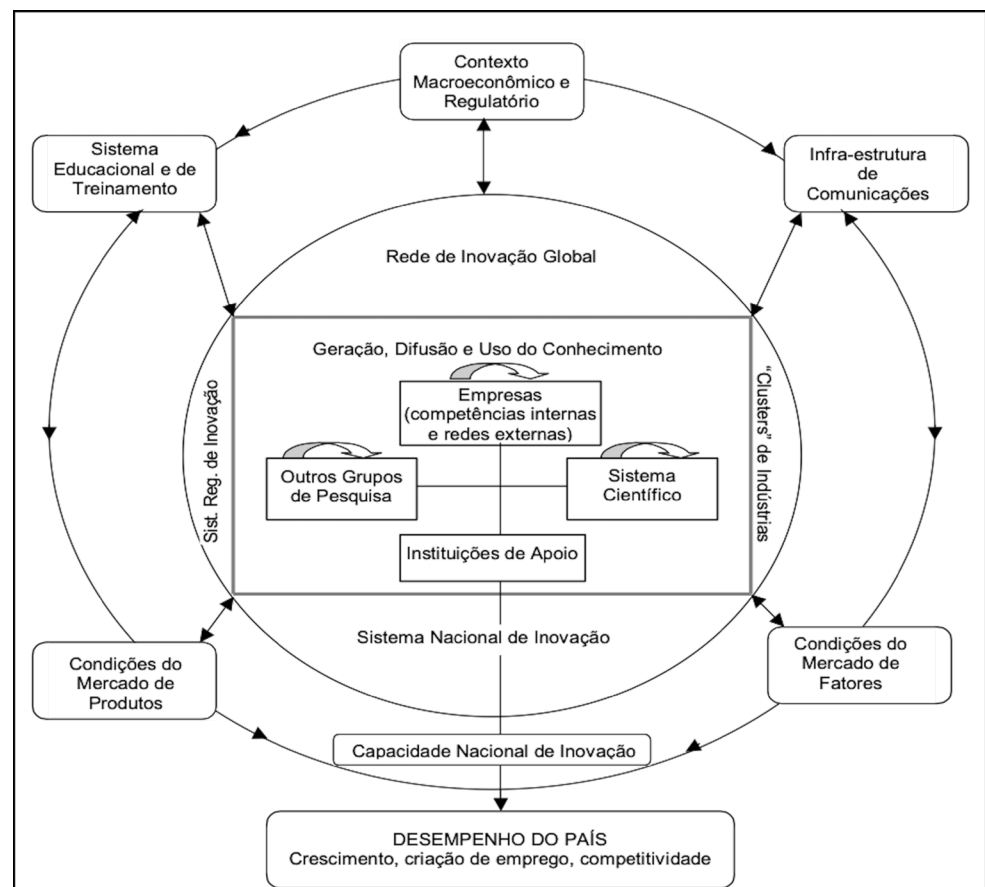 Contexto
Macroeconômico e
Regulatório
Sistema
Educacional e de
Treinamento
Infra-estrutura
de
Comunicações
Rede de Inovação Global
Geração, Difusão e Uso do Conhecimento
Empresas
(competências internas
e redes externas)
Sist. Reg. de Inovação
"Clusters" de Indústrias
Outros Grupos
de Pesquisa
Sistema
Científico
Instituições de Apoio
Sistema Nacional de Inovação
Condições do
Mercado de
Produtos
Condições do
Mercado de
Fatores
Capacidade Nacional de Inovação
DESEMPENHO DO PAÍS
Crescimento, criação de emprego, competitividade